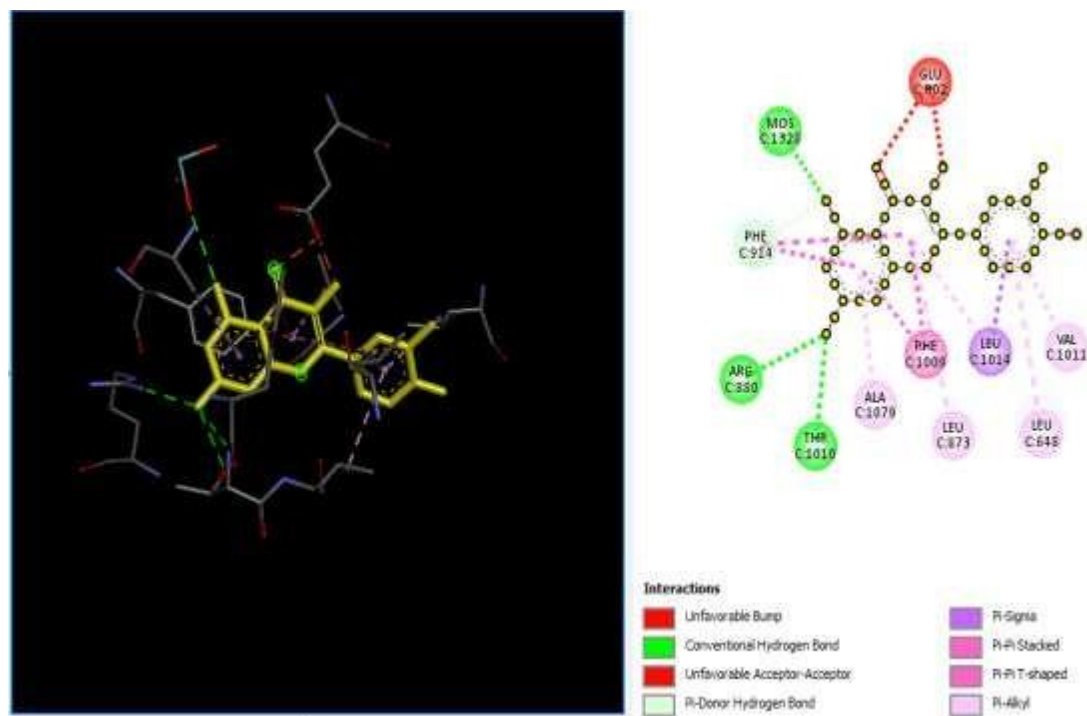 GLU
C:802
MOS
C:1328
PHE
C:914
ARG
C:880
THR
C:1010
ALA
C:1079
PHE
C:1009
LEU
C:873
LEU
C:1014
LEU
C:648
VAL
C:1011
Interactions
Unfavorable Bump
Conventional Hydrogen Bond
Unfavorable Acceptor-Acceptor
Pi-Donor Hydrogen Bond
Pi-Sigma
Pi-Pi Stacked
Pi-Pi T-shaped
Pi-Alkyl